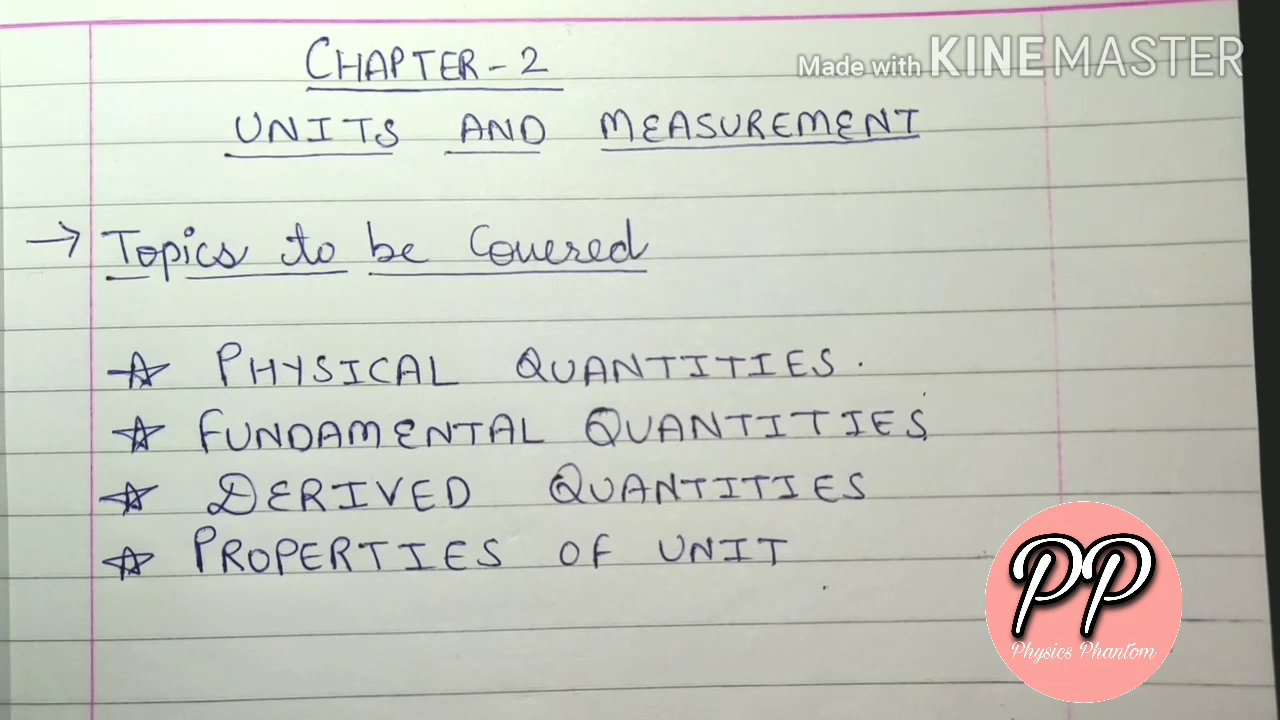 CHAPTER-2
Made with KINEMASTER
UNITS AND MEASUREMENT
→ Topics to be Covered
☆ PHYSICAL QUANTITIES.
☆ FUNDAMENTAL QUANTITIES
☆ DERIVED QUANTITIES
☆ PROPERTIES OF UNIT
PP
Physics Phantom